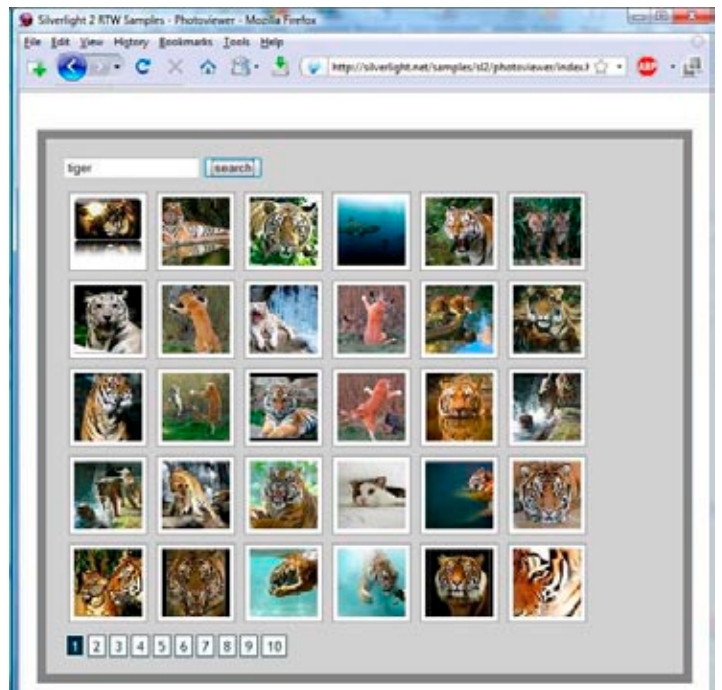 Silverlight 2 RTW Samples - Photoviewer - Mozilla Firefox
File Edit View History Bookmarks Tools Help
http://silverlight.net/samples/sl2/photoviewer/index.h
ABP
tiger
search
1 2 3 4 5 6 7 8 9 10